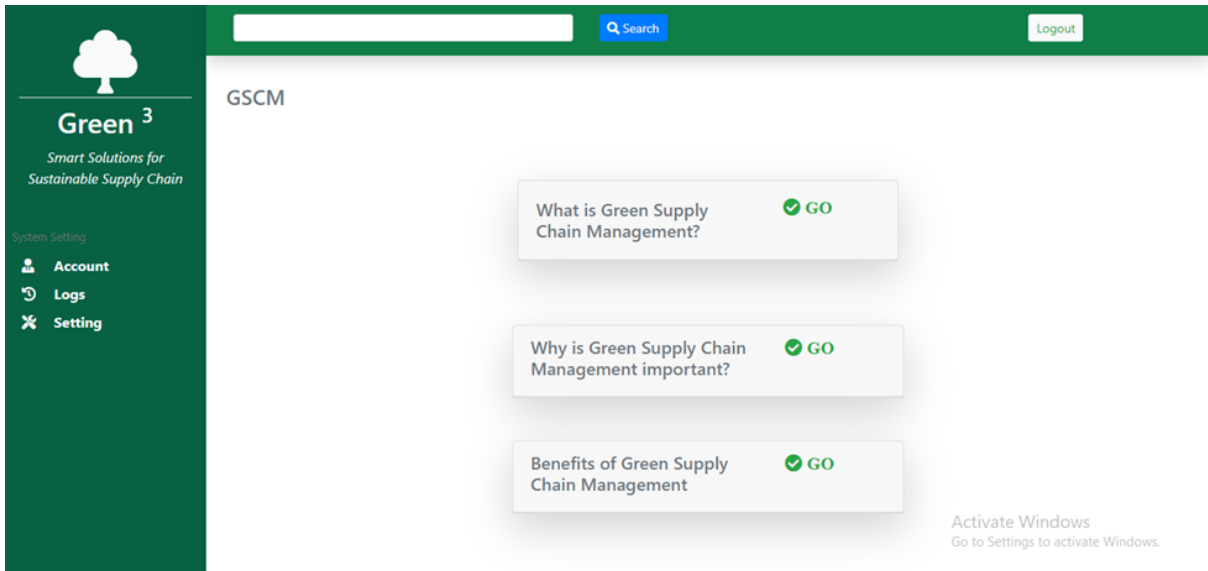 Search
Logout
Green 3
Smart Solutions for
Sustainable Supply Chain
System Setting
Account
Logs
Setting
GSCM
What is Green Supply
Chain Management?
GO
Why is Green Supply Chain
Management important?
GO
Benefits of Green Supply
Chain Management
GO
Activate Windows
Go to Settings to activate Windows.